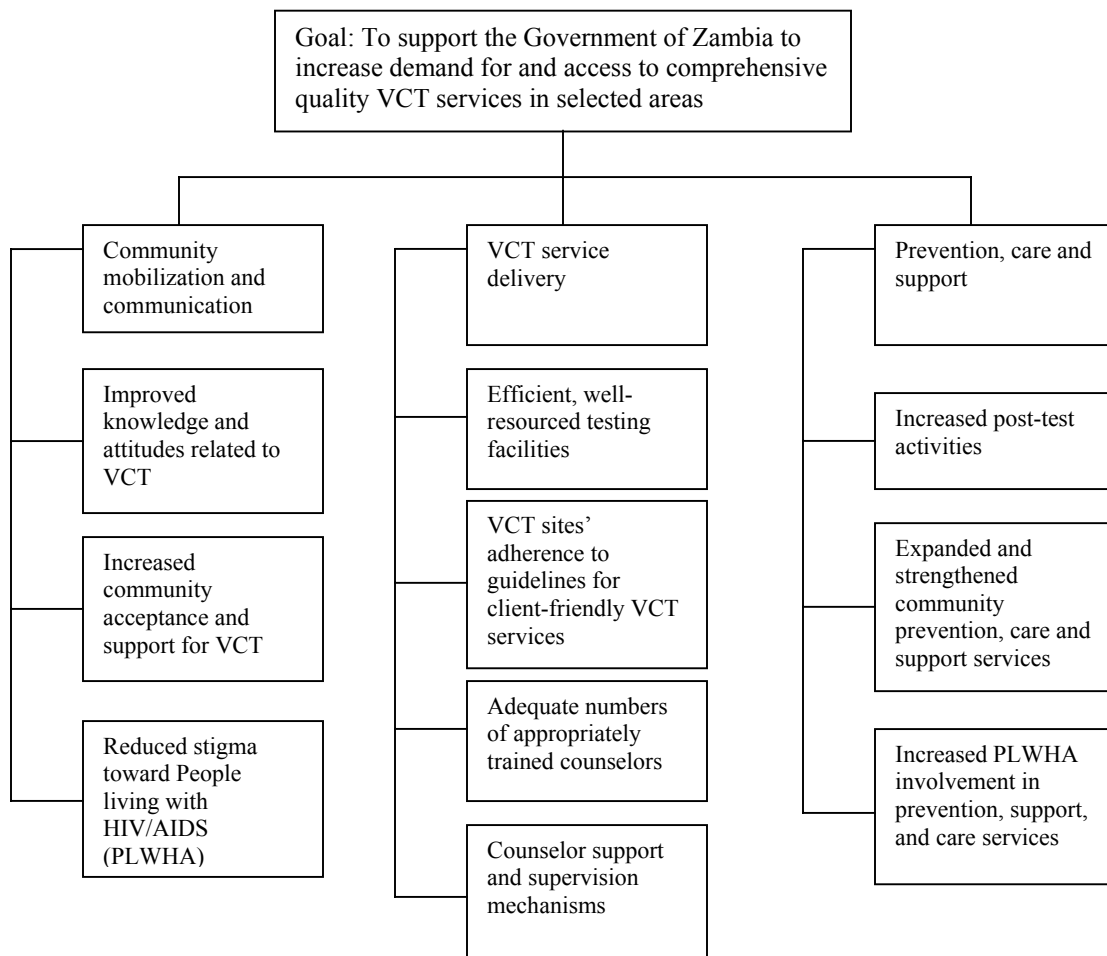 Goal: To support the Government of Zambia to
increase demand for and access to comprehensive
quality VCT services in selected areas
Community
mobilization and
communication
Improved
knowledge and
attitudes related to
VCT
Increased
community
acceptance and
support for VCT
Reduced stigma
toward People
living with
HIV/AIDS
(PLWHA)
VCT service
delivery
Efficient, well-
resourced testing
facilities
VCT sites’
adherence to
guidelines for
client-friendly VCT
services
Adequate numbers
of appropriately
trained counselors
Counselor support
and supervision
mechanisms
Prevention, care and
support
Increased post-test
activities
Expanded and
strengthened
community
prevention, care and
support services
Increased PLWHA
involvement in
prevention, support,
and care services